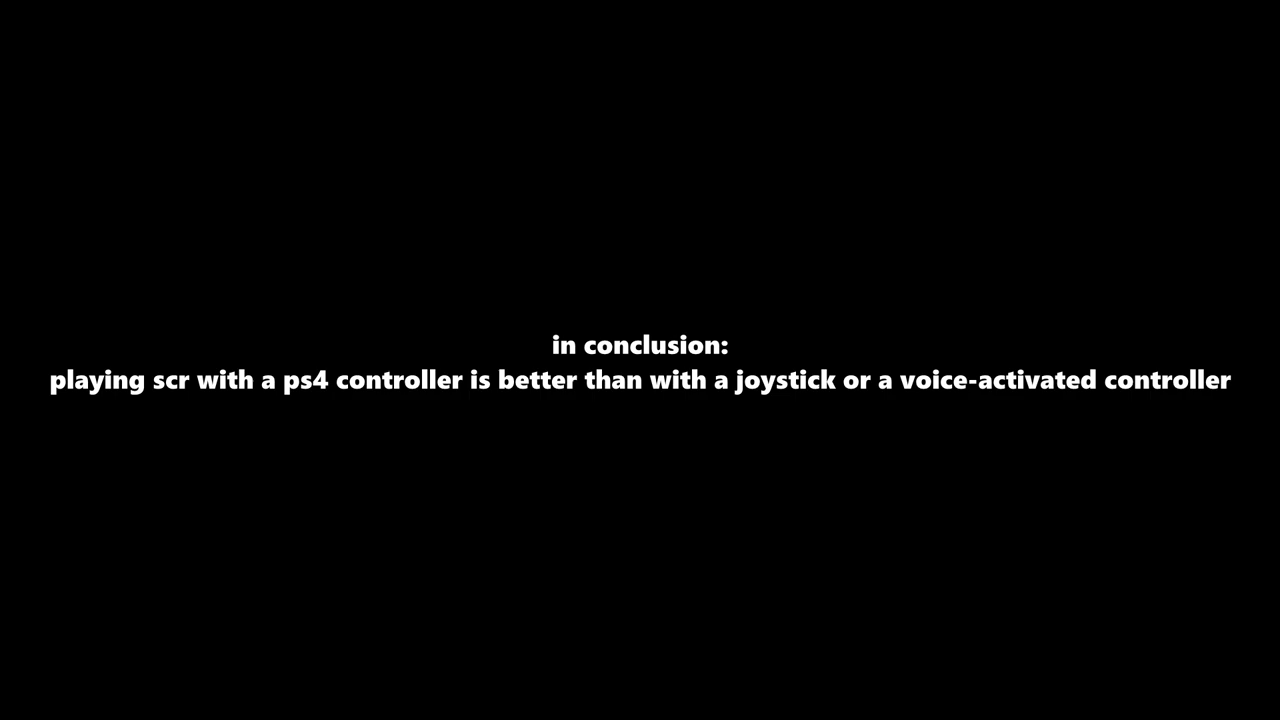 in conclusion:
playing scr with a ps4 controller is better than with a joystick or a voice-activated controller